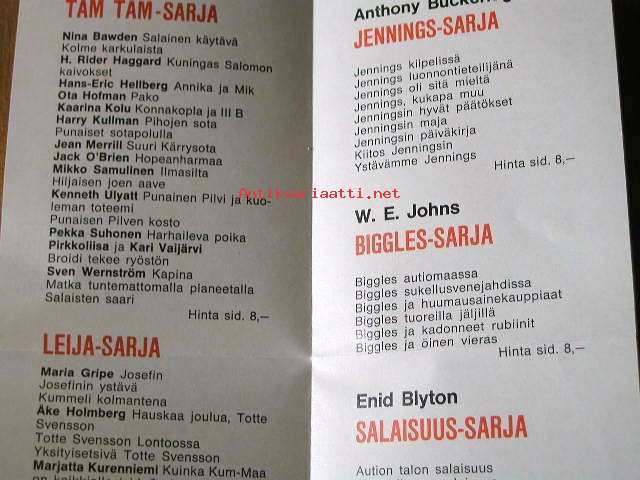 TAM TAM-SARJA
Nina Bawden Salainen käytävä
Kolme karkulaista
H. Rider Haggard Kuningas Salomon
kaivokset
Hans-Eric Hellberg Annika ja Mik
Ota Hofman Pako
Kaarina Kolu Konnakopla ja III B
Harry Kullman Pihojen sota
Punaiset sotapolulla
Jean Merrill Suuri Kärrysota
Jack O'Brien Hopeanharmaa
Mikko Samulinen Ilmasilta
Hiljaisen joen aave
Kenneth Ulyatt Punainen Pilvi ja kuo-
leman toteemi
Punaisen Pilven kosto
Pekka Suhonen Harhaileva poika
Pirkkoliisa ja Kari Vaijärvi
Broidi tekee ryöstön
Sven Wernström Kapina
Matka tuntemattomalla planeetalla
Salaisten saari
Hinta sid. 8,—
LEIJA-SARJA
Maria Gripe Josefin
Josefinin ystävä
Kummeli kolmantena
Åke Holmberg Hauskaa joulua, Totte
Svensson
Totte Svensson Lontoossa
Yksityisetsivä Totte Svensson
Marjatta Kurenniemi Kuinka Kum-Maa
on
Anthony
JENNINGS-SARJA
Jennings kilpelissä
Jennings luonnontieteilijänä
Jennings oli sitä mieltä
Jennings, kukapa muu
Jenningsin hyvät päätökset
Jenningsin maja
Jenningsin päiväkirja
Kiitos Jenningsin
Ystävämme Jennings
Hinta sid. 8,—
Antikvariaatti.net
W. E. Johns
BIGGLES-SARJA
Biggles autiomaassa
Biggles sukellusvenejahdissa
Biggles ja huumausainekauppiaat
Biggles tuoreilla jäljillä
Biggles ja kadonneet rubiinit
Biggles ja öinen vieras
Hinta sid. 8,—
Enid Blyton
SALAISUUS-SARJA
Aution talon salaisuus